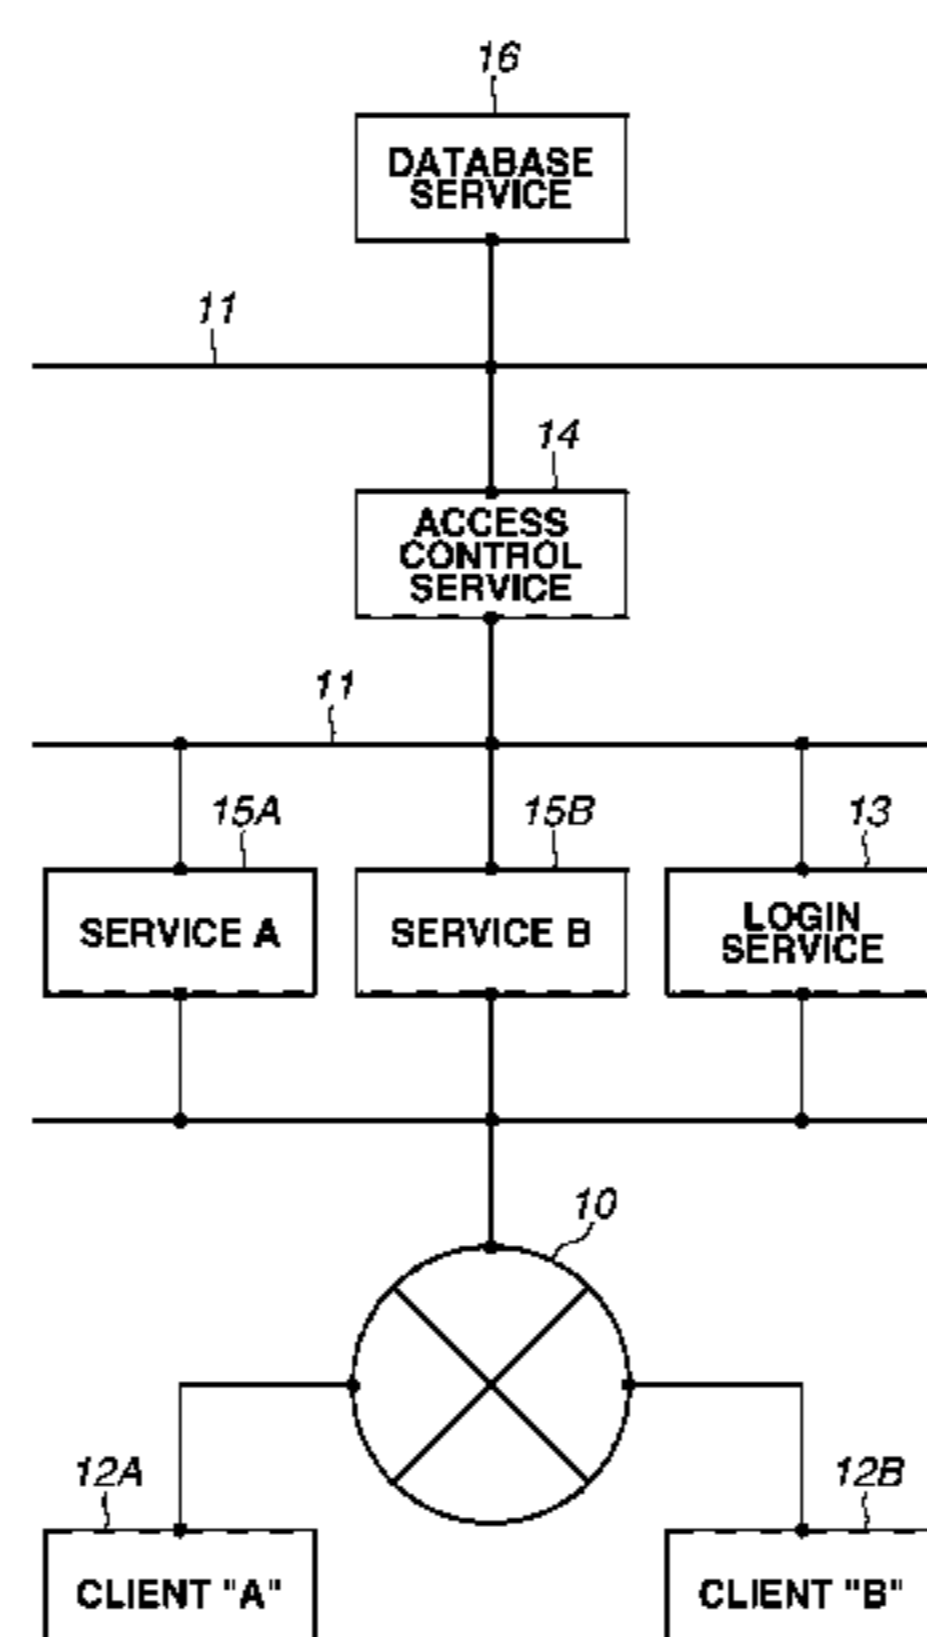 16
DATABASE
SERVICE
11
14
ACCESS
CONTROL
SERVICE
11
15A
15B
13
SERVICE A
SERVICE B
LOGIN
SERVICE
10
12A
12B
CLIENT "A"
CLIENT "B"